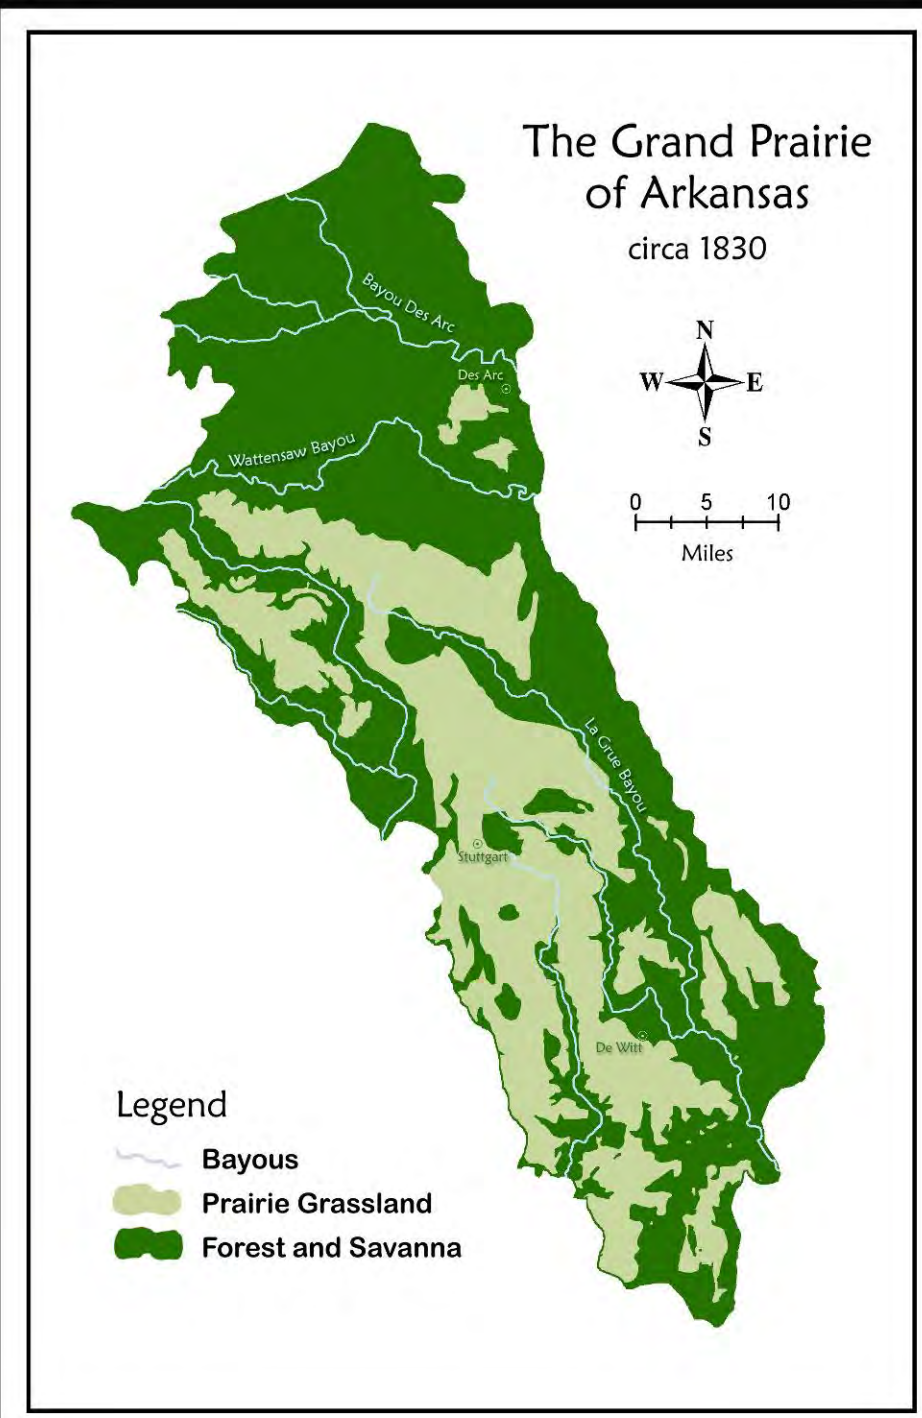 The Grand Prairie
of Arkansas
circa 1830
N
W E
S
0 5 10
Miles
Bayou Des Arc
Des Arc
Wattensaw Bayou
La Grue Bayou
Stuttgart
De Witt
Legend
Bayous
Prairie Grassland
Forest and Savanna